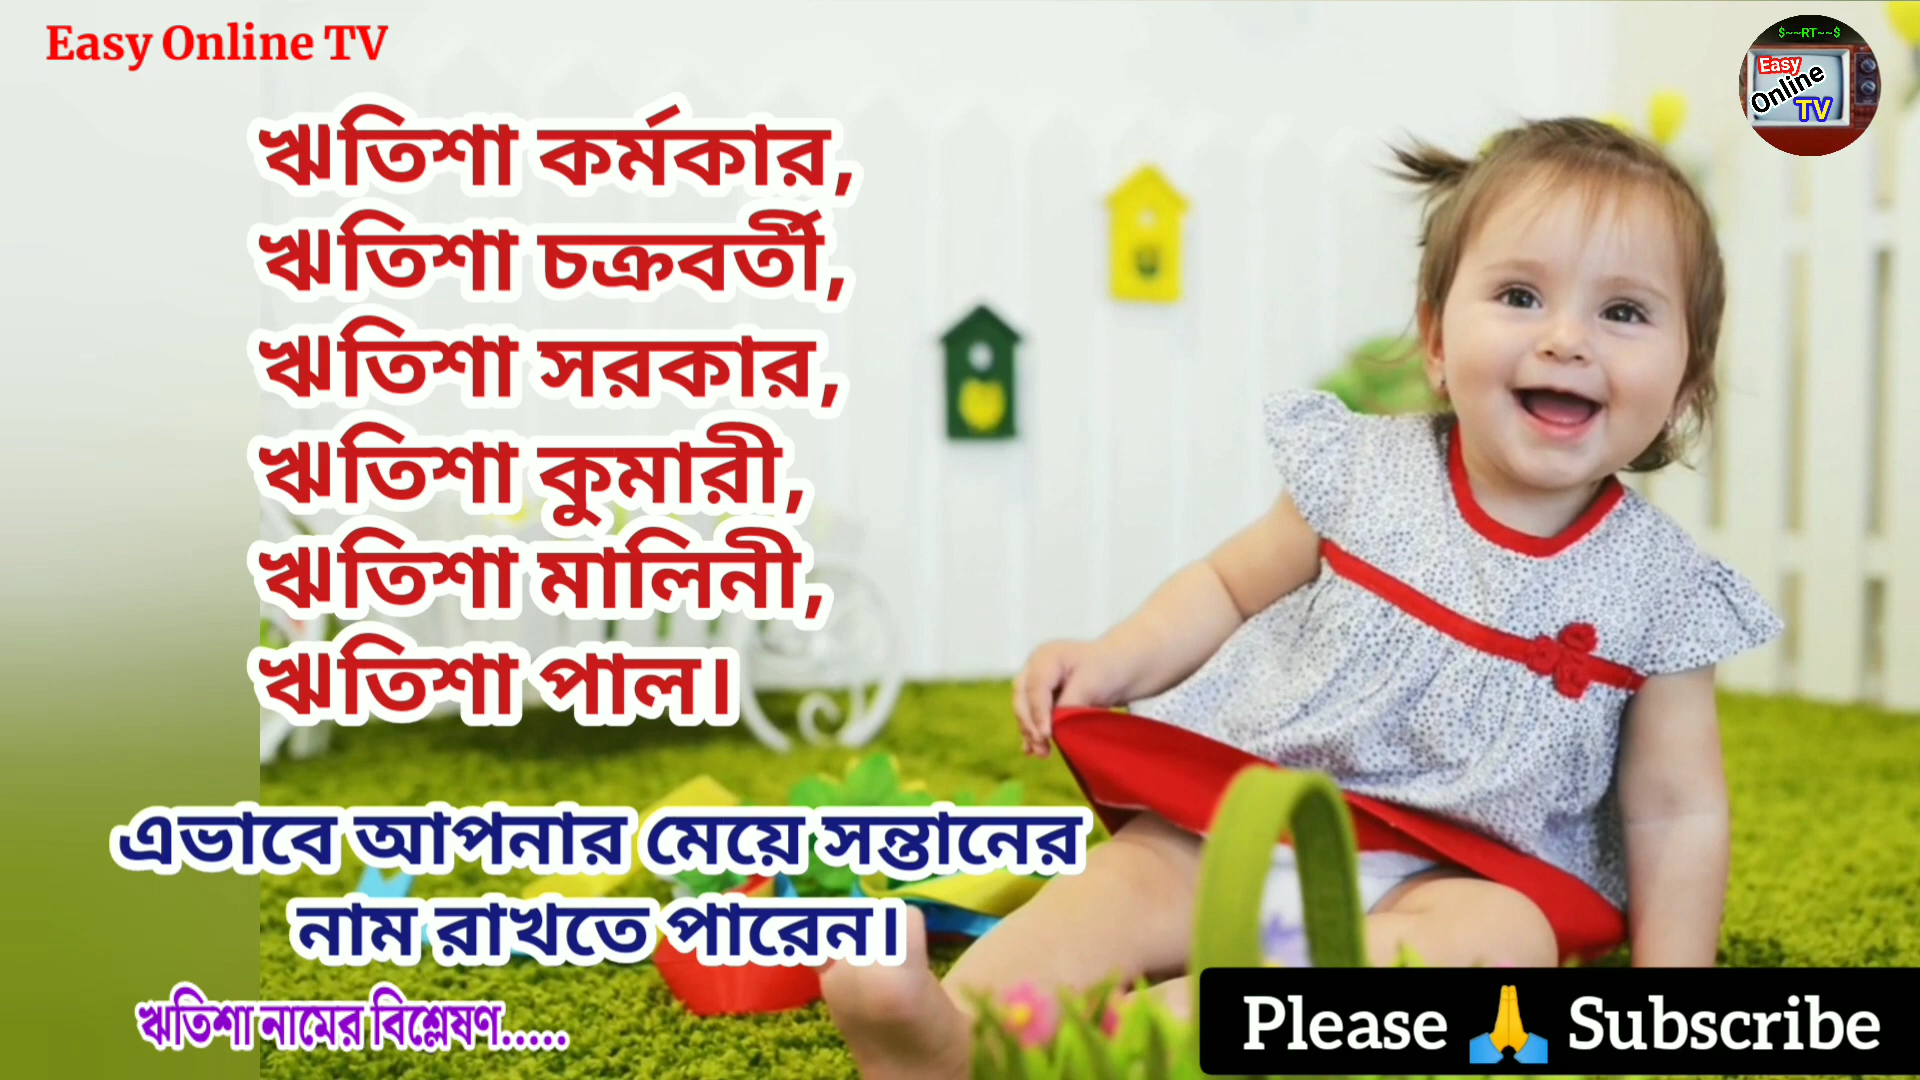 Easy Online TV
$~~RT~~$
Easy
Online
TV
ঋতিশা কর্মকার,
ঋতিশা চক্রবর্তী,
ঋতিশা সরকার,
ঋতিশা কুমারী,
ঋতিশা মালিনী,
ঋতিশা পাল।
এভাবে আপনার মেয়ে সন্তানের
নাম রাখতে পারেন।
ঋতিশা নামের বিশ্লেষণ.....
Please 🙏 Subscribe